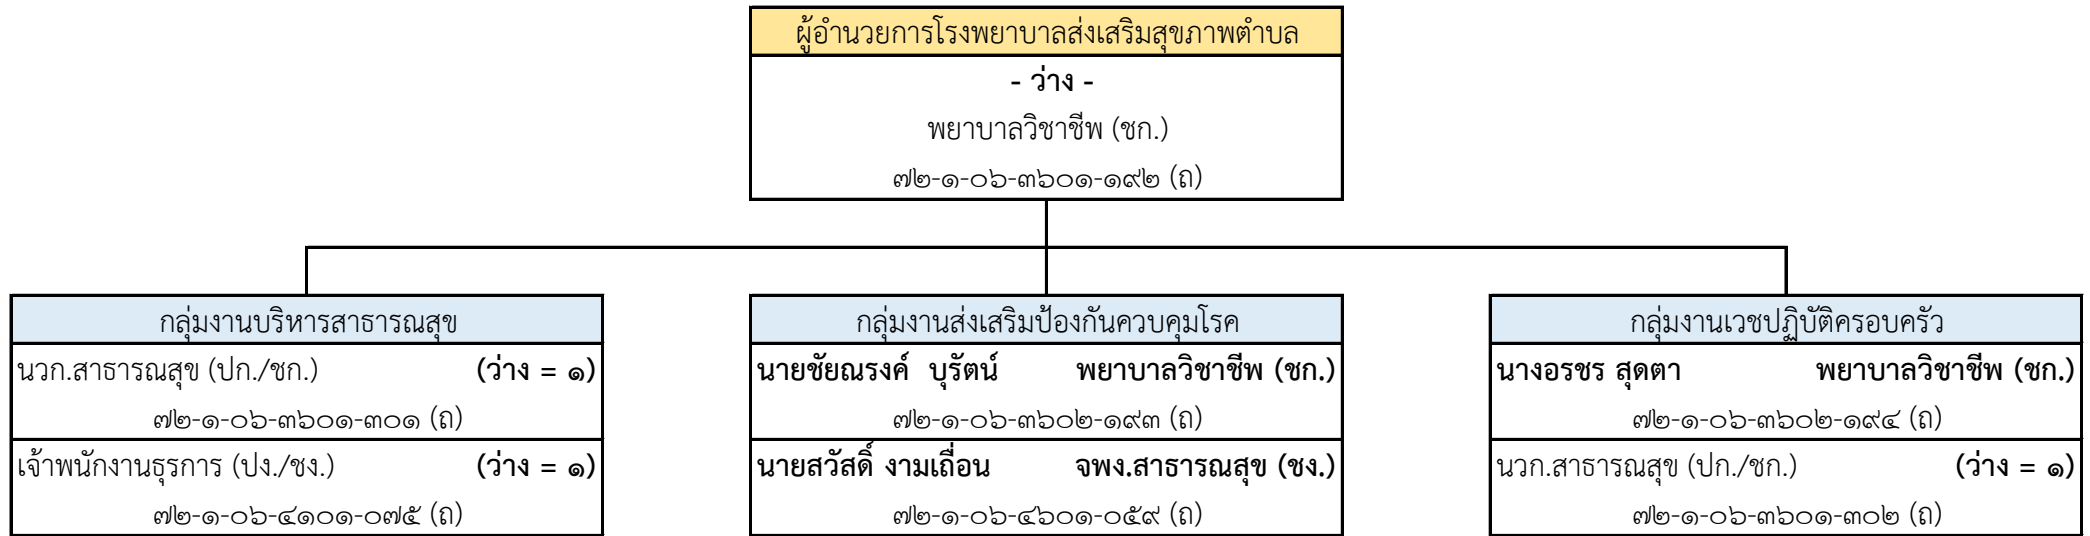 ผู้อำนวยการโรงพยาบาลส่งเสริมสุขภาพตำบล
- ว่าง -
พยาบาลวิชาชีพ (ชก.)
๗๒-๑-๐๖-๓๖๐๑-๑๙๒ (ถ)
กลุ่มงานบริหารสาธารณสุข
นวก.สาธารณสุข (ปก./ชก.) (ว่าง = ๑)
๗๒-๑-๐๖-๓๖๐๑-๓๐๑ (ถ)
เจ้าพนักงานธุรการ (ปง./ชง.) (ว่าง = ๑)
๗๒-๑-๐๖-๔๑๐๑-๐๗๕ (ถ)
กลุ่มงานส่งเสริมป้องกันควบคุมโรค
นายชัยณรงค์ บุรัตน์ พยาบาลวิชาชีพ (ชก.)
๗๒-๑-๐๖-๓๖๐๒-๑๙๓ (ถ)
นายสวัสดิ์ งามเถื่อน จพง.สาธารณสุข (ชง.)
๗๒-๑-๐๖-๔๖๐๑-๐๕๙ (ถ)
กลุ่มงานเวชปฏิบัติครอบครัว
นางอรชร สุดตา พยาบาลวิชาชีพ (ชก.)
๗๒-๑-๐๖-๓๖๐๒-๑๙๔ (ถ)
นวก.สาธารณสุข (ปก./ชก.) (ว่าง = ๑)
๗๒-๑-๐๖-๓๖๐๑-๓๐๒ (ถ)